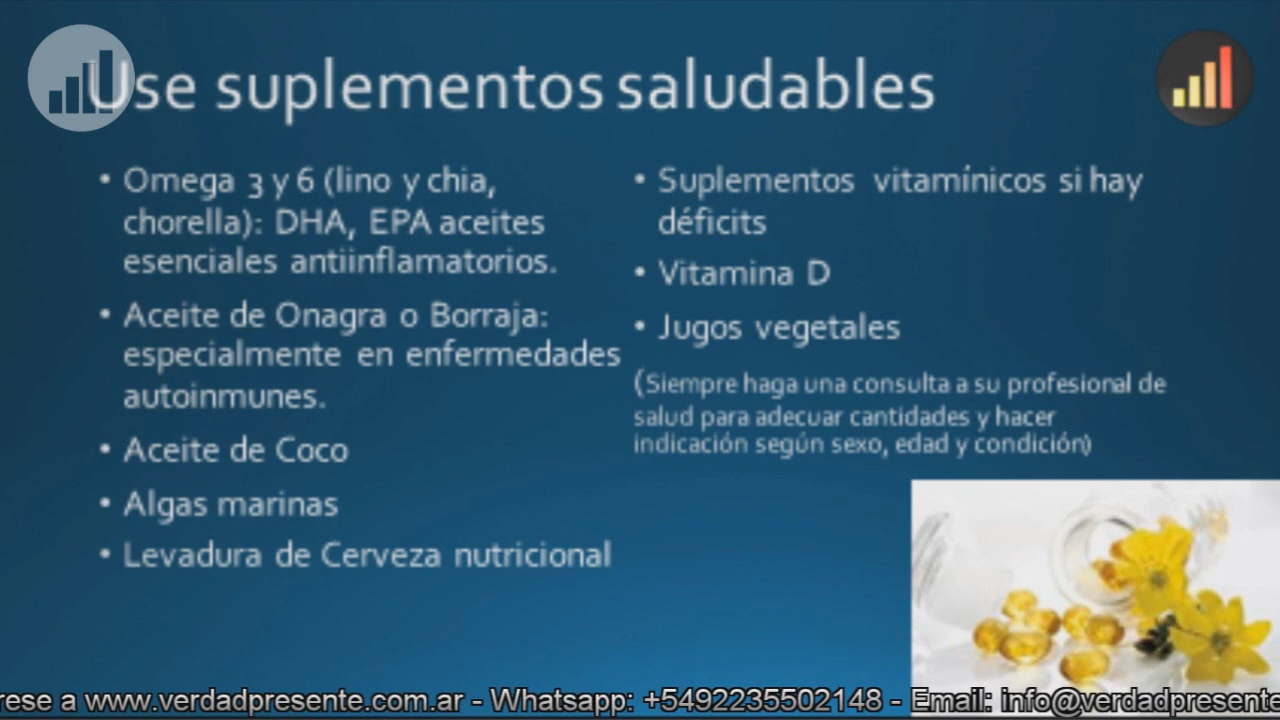 Use suplementos saludables
• Omega 3 y 6 (lino y chia,
chorella): DHA, EPA aceites
esenciales antiinflamatorios.
• Aceite de Onagra o Borraja:
especialmente en enfermedades
autoinmunes.
• Aceite de Coco
• Algas marinas
• Levadura de Cerveza nutricional
• Suplementos vitamínicos si hay
déficits
• Vitamina D
• Jugos vegetales
(Siempre haga una consulta a su profesional de
salud para adecuar cantidades y hacer
indicación según sexo, edad y condición)
rese a www.verdadpresente.com.ar - Whatsapp: +5492235502148 - Email: info@verdadpresente